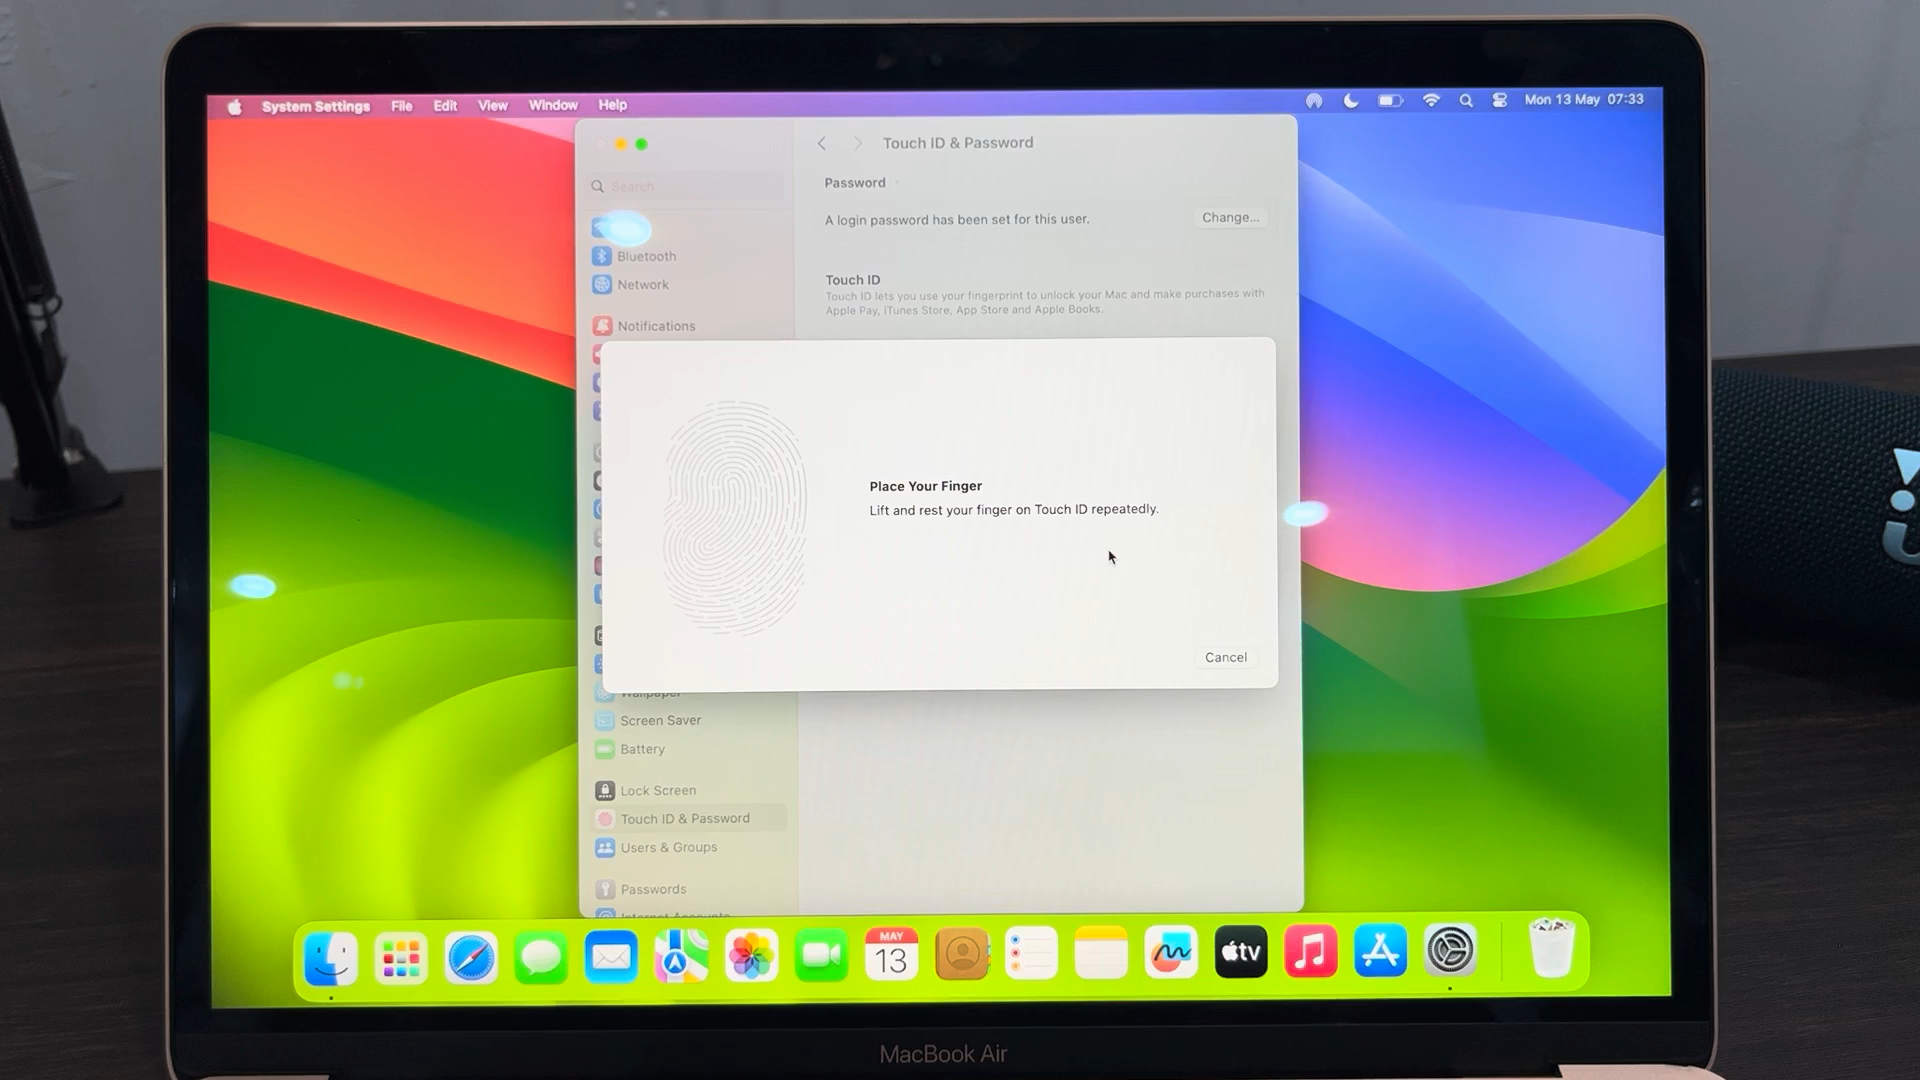 System Settings File Edit View Window Help
Mon 13 May 07:33
Touch ID & Password
Search
Password
A login password has been set for this user.
Change...
Bluetooth
Network
Notifications
Touch ID
Touch ID lets you use your fingerprint to unlock your Mac and make purchases with
Apple Pay, iTunes Store, App Store and Apple Books.
Place Your Finger
Lift and rest your finger on Touch ID repeatedly.
Cancel
Wallpaper
Screen Saver
Battery
Lock Screen
Touch ID & Password
Users & Groups
Passwords
Internet Accounts
MAY
13
tv
MacBook Air